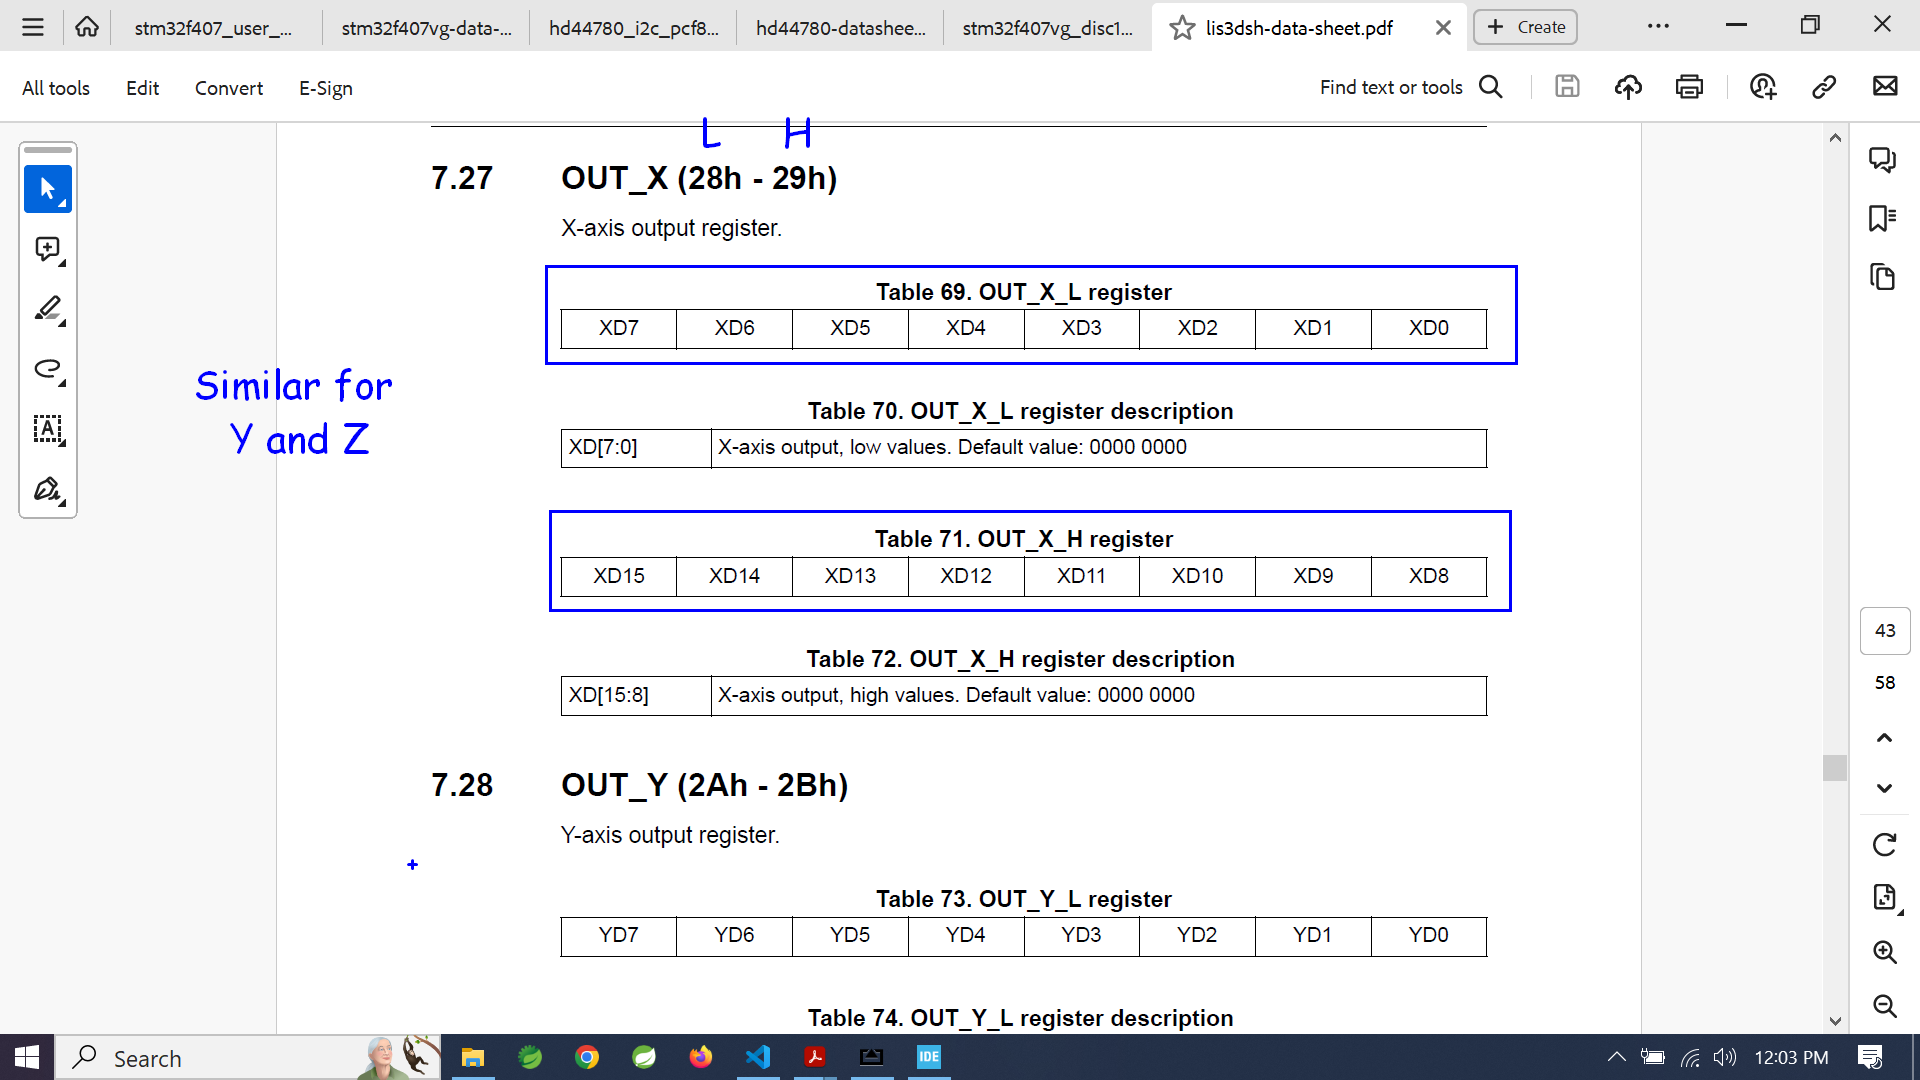 stm32f407_user_...
stm32f407vg-data-...
hd44780_i2c_pcf8...
hd44780-datashee...
stm32f407vg_disc1...
lis3dsh-data-sheet.pdf
Create
All tools
Edit
Convert
E-Sign
Find text or tools
L H
7.27 OUT_X (28h - 29h)
X-axis output register.
Table 69. OUT_X_L register
XD7 XD6 XD5 XD4 XD3 XD2 XD1 XD0
Similar for
Y and Z
Table 70. OUT_X_L register description
XD[7:0] X-axis output, low values. Default value: 0000 0000
Table 71. OUT_X_H register
XD15 XD14 XD13 XD12 XD11 XD10 XD9 XD8
Table 72. OUT_X_H register description
XD[15:8] X-axis output, high values. Default value: 0000 0000
7.28 OUT_Y (2Ah - 2Bh)
Y-axis output register.
Table 73. OUT_Y_L register
YD7 YD6 YD5 YD4 YD3 YD2 YD1 YD0
Table 74. OUT_Y_L register description
43
58
Search
IDE
12:03 PM